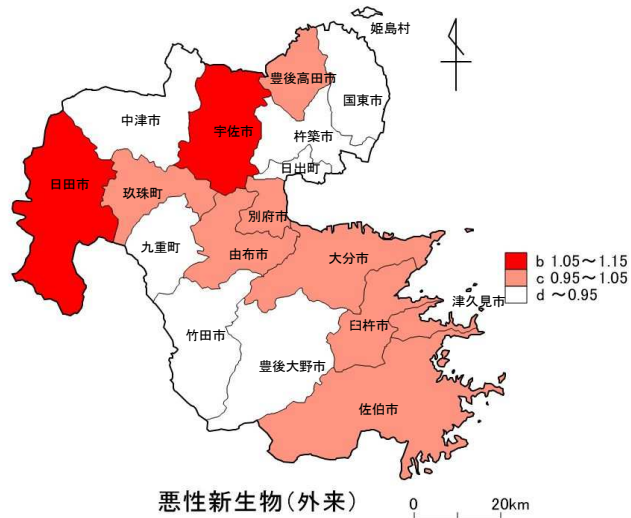 姫島村
豊後高田市
国東市
中津市
宇佐市
杵築市
日出町
日田市
玖珠町
別府市
九重町
由布市
大分市
b 1.05～1.15
c 0.95～1.05
d ～0.95
津久見市
臼杵市
竹田市
豊後大野市
佐伯市
悪性新生物(外来)
0 20km